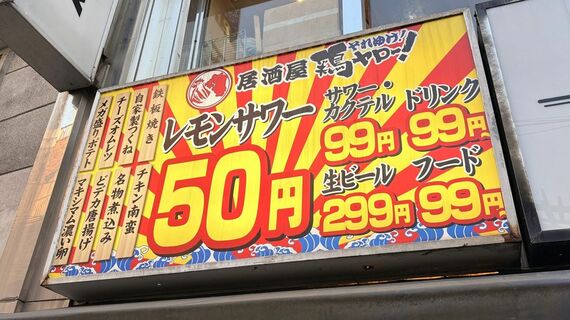 居酒屋
それゆけ!
鶏ヤロー!
レモンサワー
50円
サワー・
カクテル
99円
ドリンク
99円
生ビール
299円
フード
99円
鉄板焼き
自家製つくね
チーズオムレツ
メガ盛りポテト
チキン南蛮
名物煮込み
どデカ唐揚げ
マキシマム濃い卵